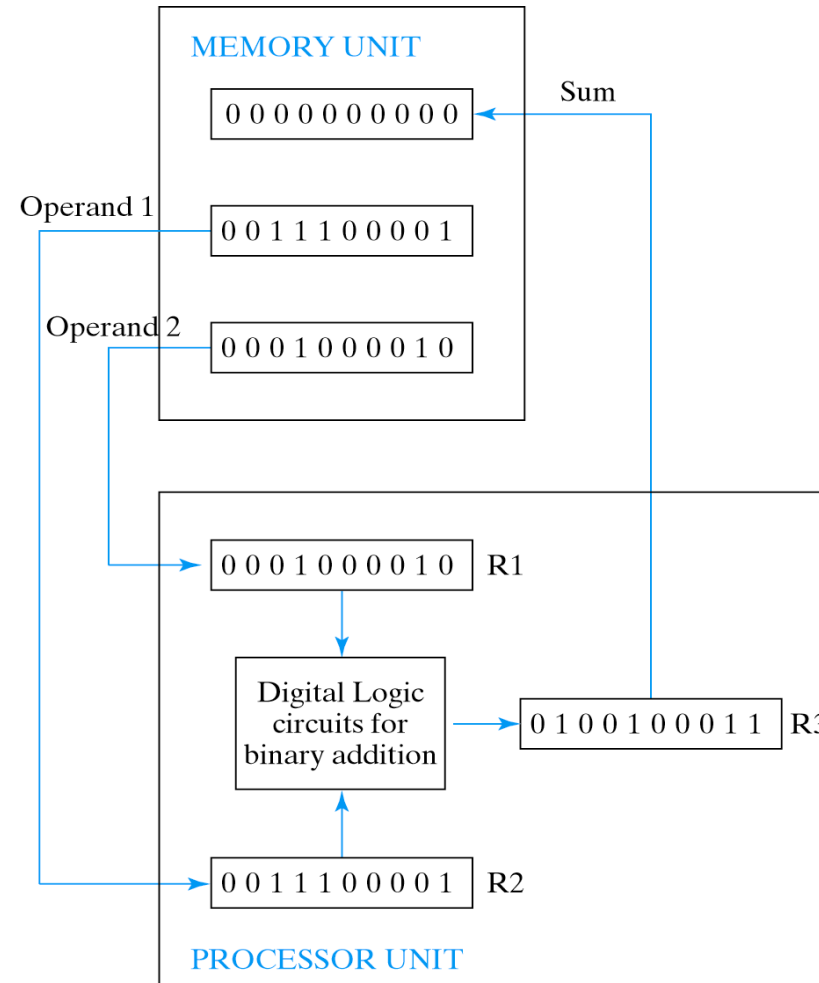 MEMORY UNIT
Sum
0 0 0 0 0 0 0 0 0 0
Operand 1
0 0 1 1 1 0 0 0 0 1
Operand 2
0 0 0 1 0 0 0 0 1 0
0 0 0 1 0 0 0 0 1 0 R1
Digital Logic
circuits for
binary addition
0 1 0 0 1 0 0 0 1 1 R3
0 0 1 1 1 0 0 0 0 1 R2
PROCESSOR UNIT